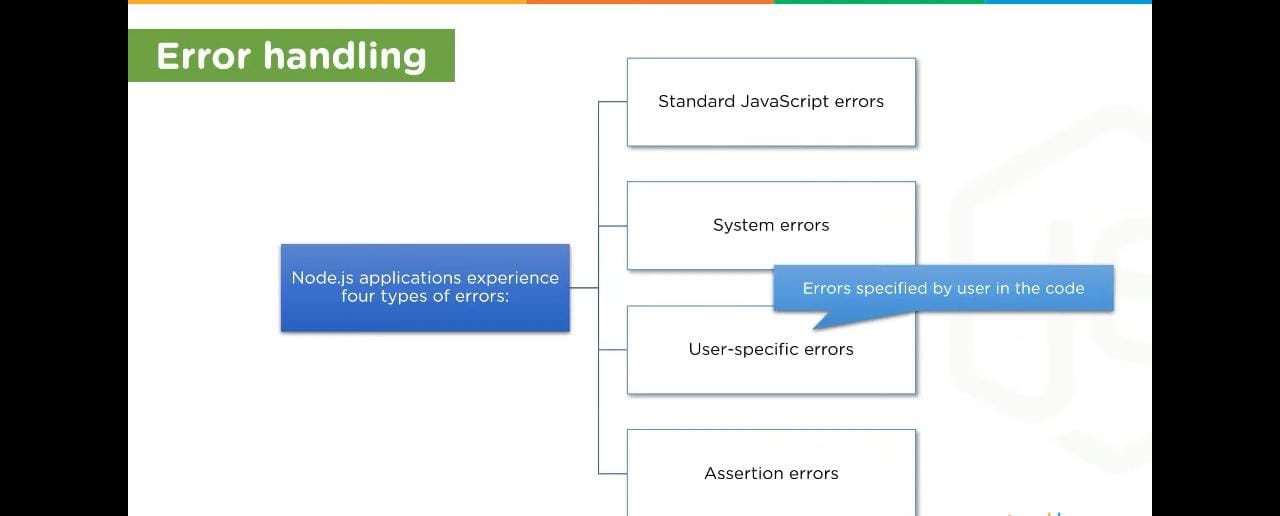 Error handling
Standard JavaScript errors
System errors
Node.js applications experience
four types of errors:
Errors specified by user in the code
User-specific errors
Assertion errors